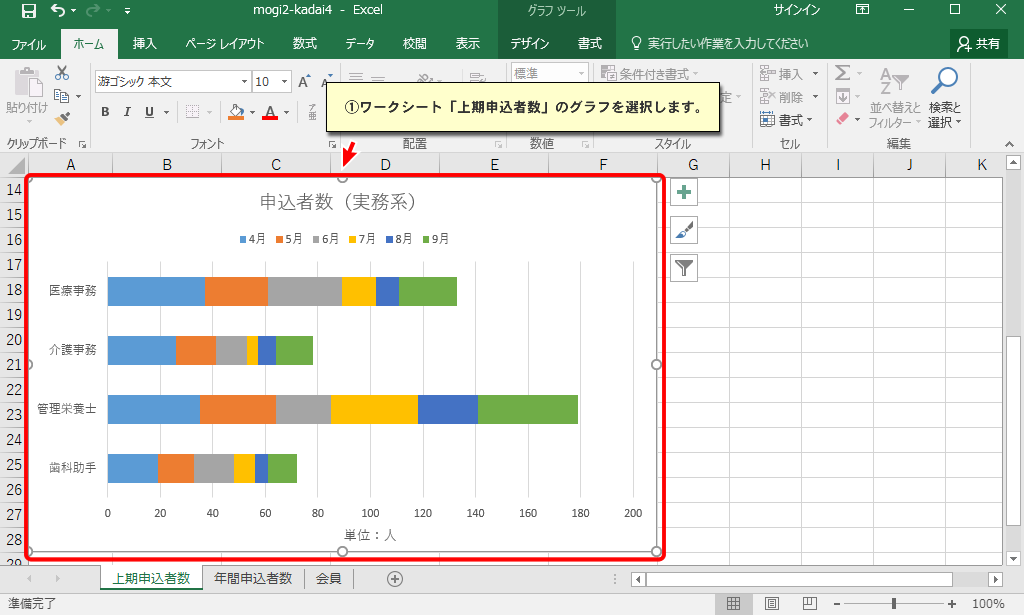 mogi2-kadai4 - Excel
グラフ ツール
サインイン
ファイル
ホーム
挿入
ページ レイアウト
数式
データ
校閲
表示
デザイン
書式
実行したい作業を入力してください
共有
貼り付け
クリップボード
游ゴシック 本文
10
B I U
フォント
配置
標準
数値
条件付き書式
スタイル
挿入
削除
書式
セル
並べ替えと
フィルター
検索と
選択
編集
①ワークシート「上期申込者数」のグラフを選択します。
A B C D E F G H I J K
14
15
16
17
18
19
20
21
22
23
24
25
26
27
28
29
申込者数（実務系）
4月 5月 6月 7月 8月 9月
医療事務
介護事務
管理栄養士
歯科助手
0 20 40 60 80 100 120 140 160 180 200
単位：人
上期申込者数
年間申込者数
会員
準備完了
100%